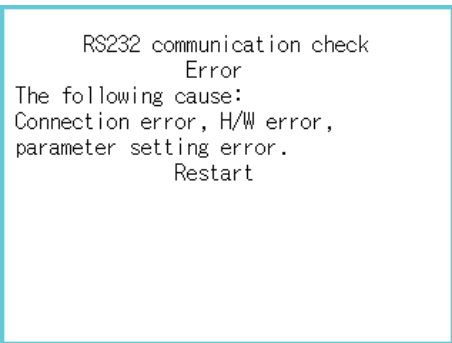 RS232 communication check
Error
The following cause:
Connection error, H/W error,
parameter setting error.
Restart